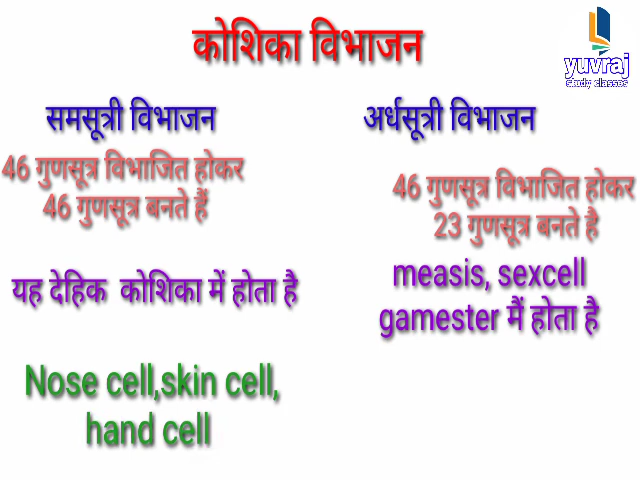 कोशिका विभाजन
yuvraj
study classes
समसूत्री विभाजन
46 गुणसूत्र विभाजित होकर
46 गुणसूत्र बनते हैं
यह देहिक कोशिका में होता है
Nose cell,skin cell,
hand cell
अर्धसूत्री विभाजन
46 गुणसूत्र विभाजित होकर
23 गुणसूत्र बनते है
measis, sexcell
gamester मैं होता है